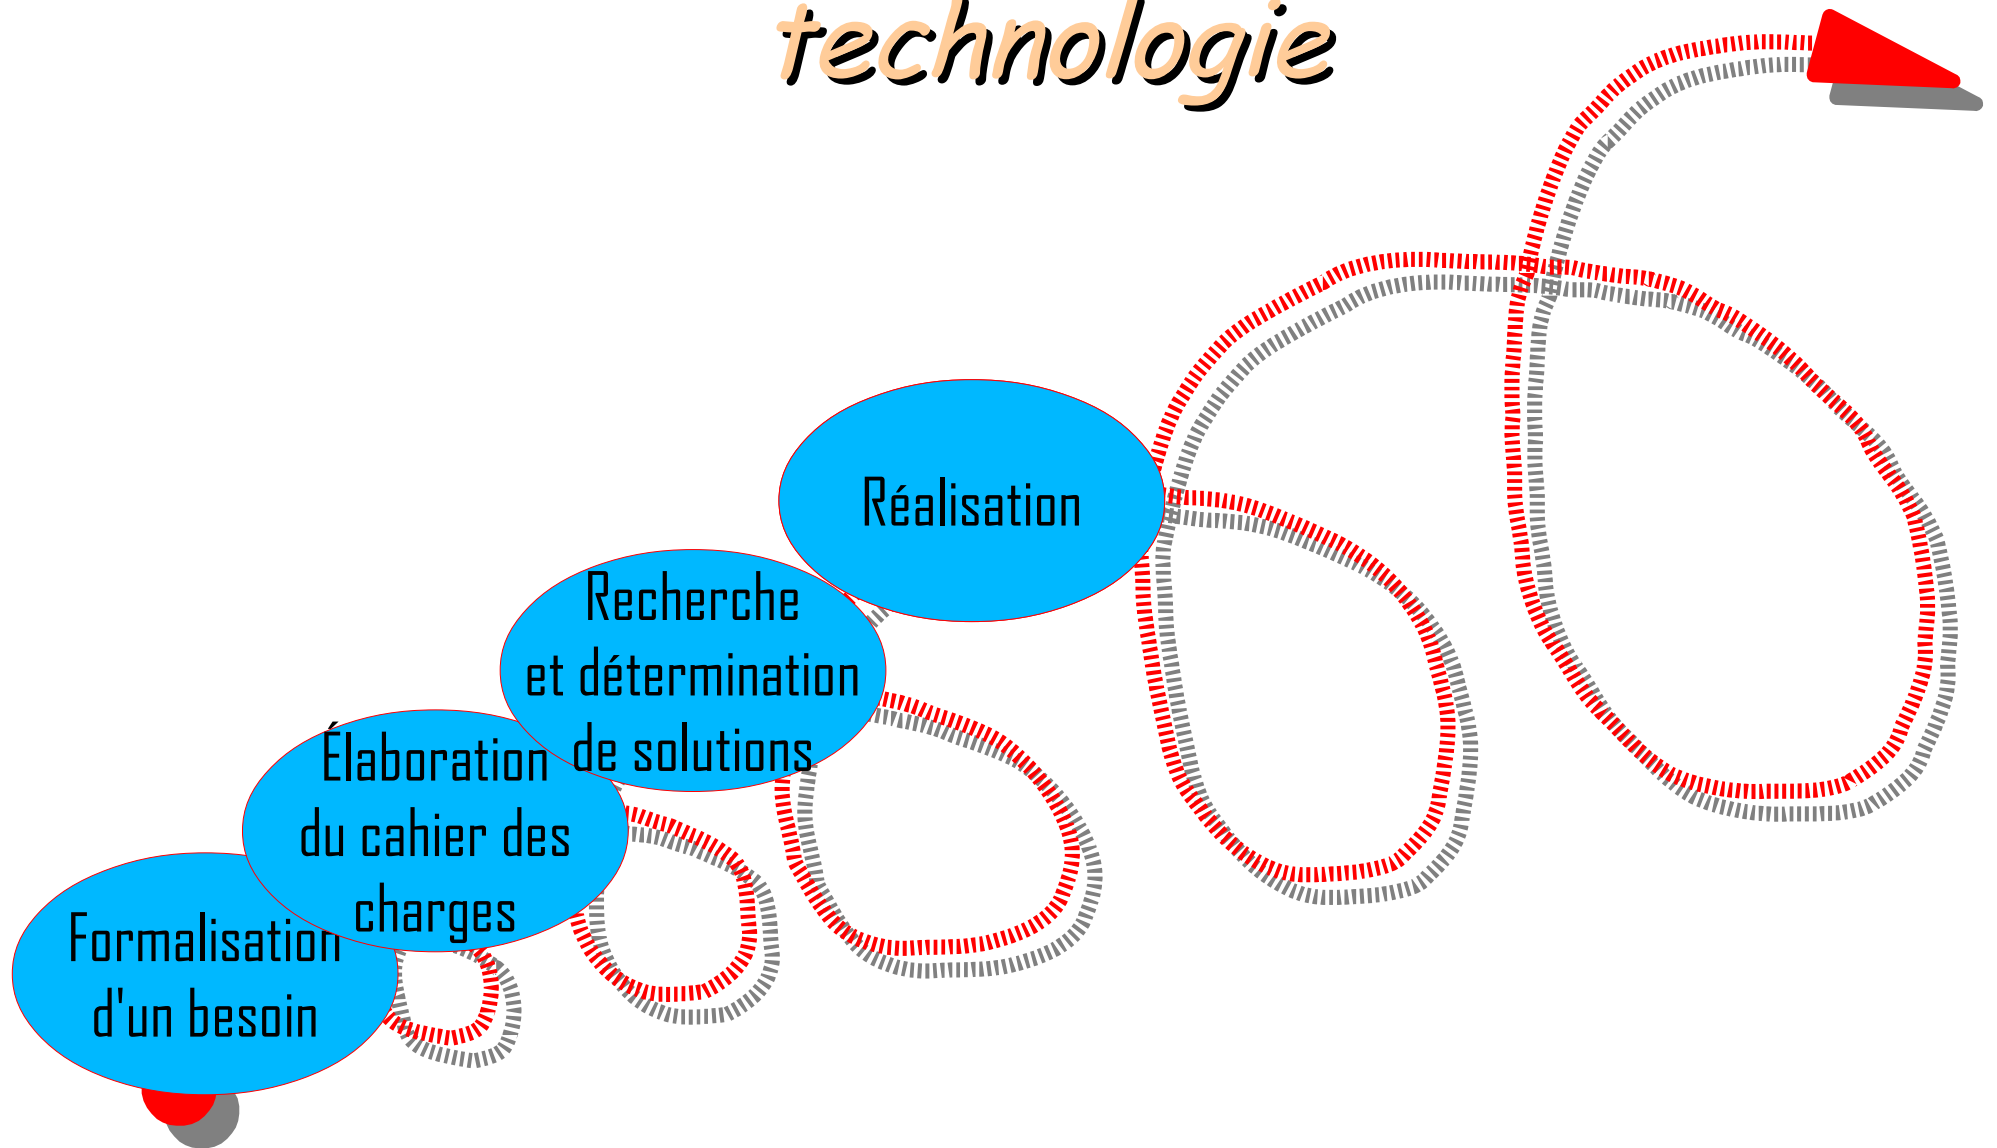 technologie
Réalisation
Recherche
et détermination
de solutions
Élaboration
du cahier des
charges
Formalisation
d'un besoin